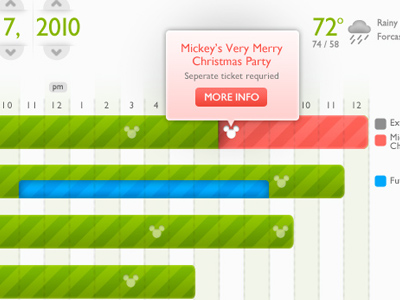 7, 2010
72°
74 / 58
Rainy
Forcas
Mickey's Very Merry
Christmas Party
Seperate ticket requried
MORE INFO
pm
10 11 12 1 2 3 4 10 11 12
Ex
Mi
Ch
Fu